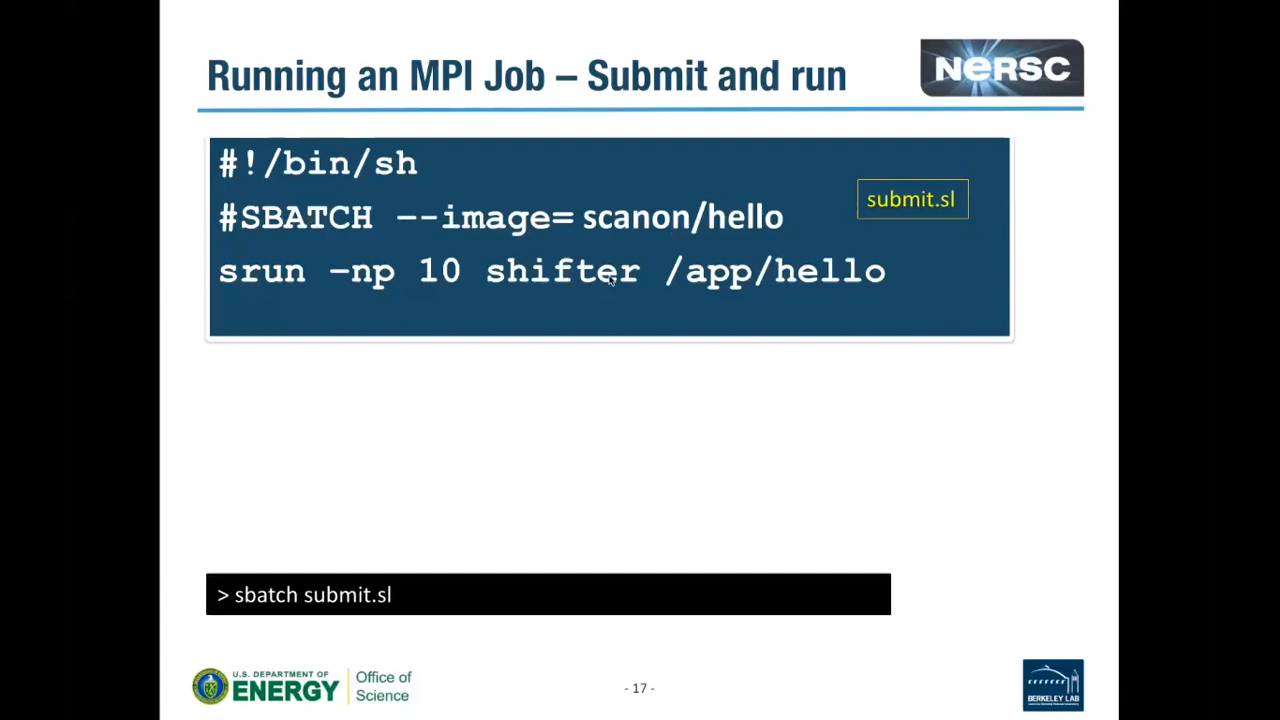 Running an MPI Job – Submit and run
NERSC
#!/bin/sh
#SBATCH --image= scanon/hello
submit.sl
srun –np 10 shifter /app/hello
> sbatch submit.sl
U.S. DEPARTMENT OF
ENERGY
Office of
Science
- 17 -
BERKELEY LAB